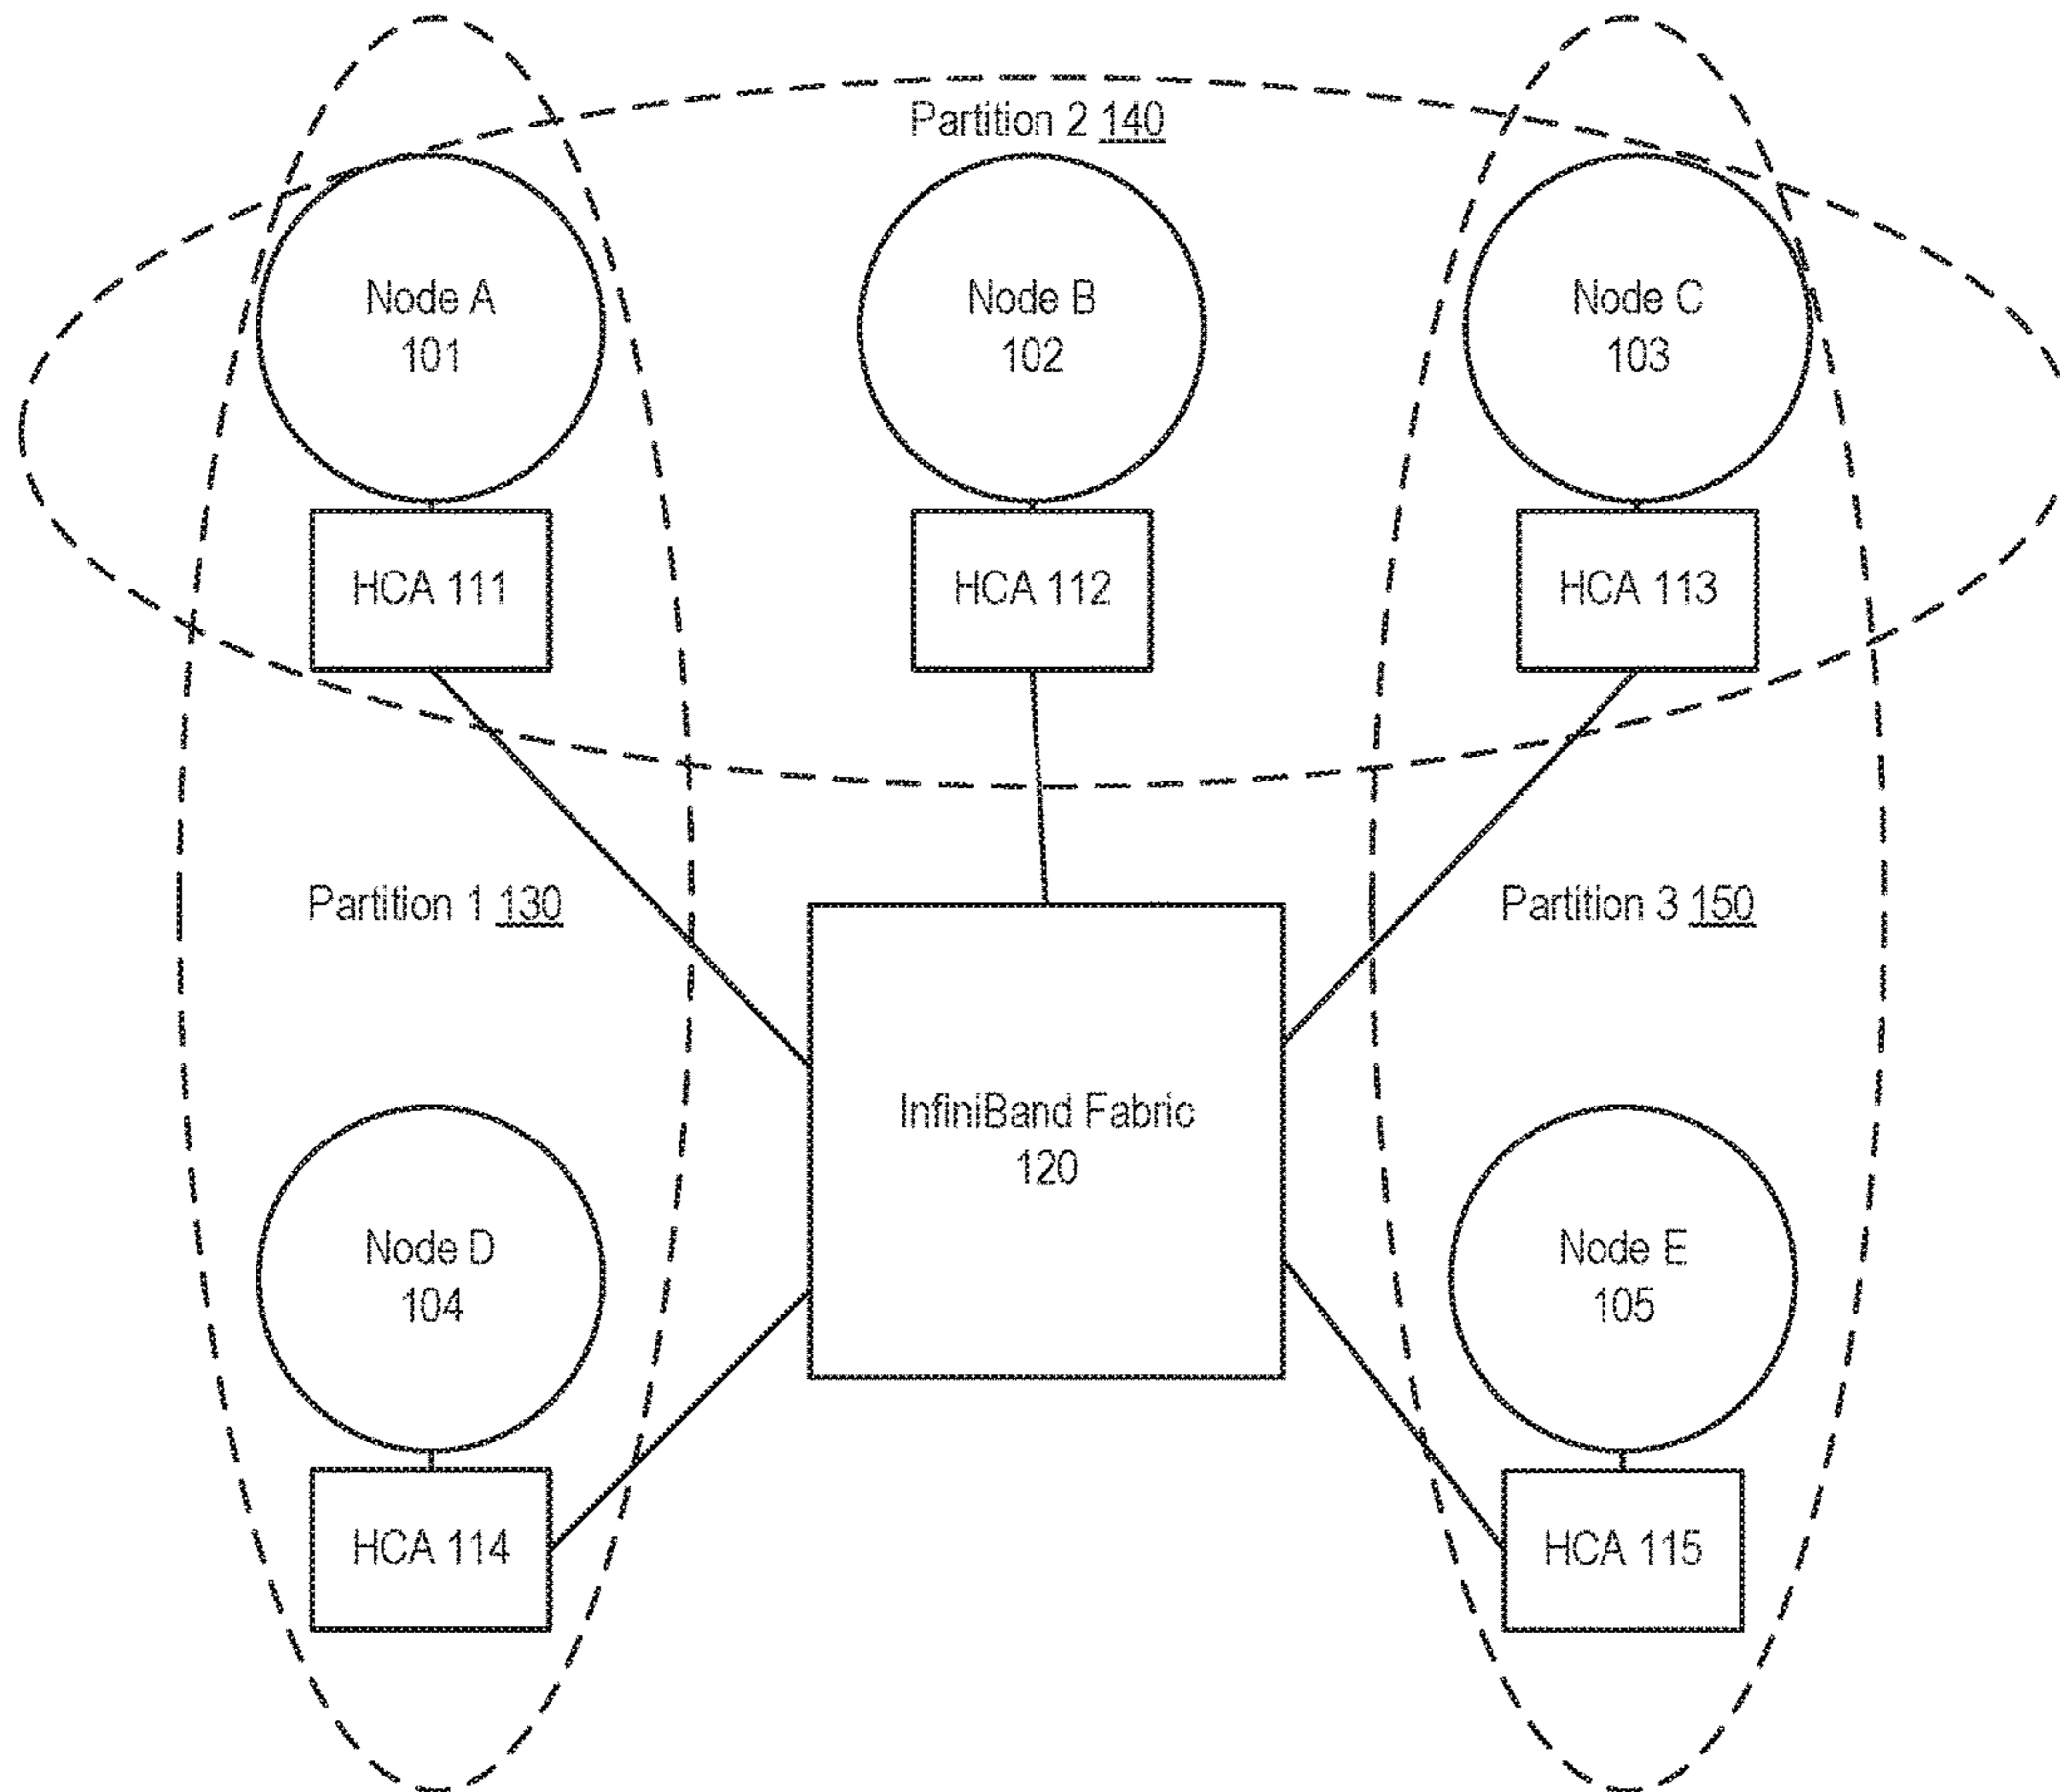 Partition 2 140
Node A
101
Node B
102
Node C
103
HCA 111
HCA 112
HCA 113
Partition 1 130
Partition 3 150
InfiniBand Fabric
120
Node D
104
Node E
105
HCA 114
HCA 115